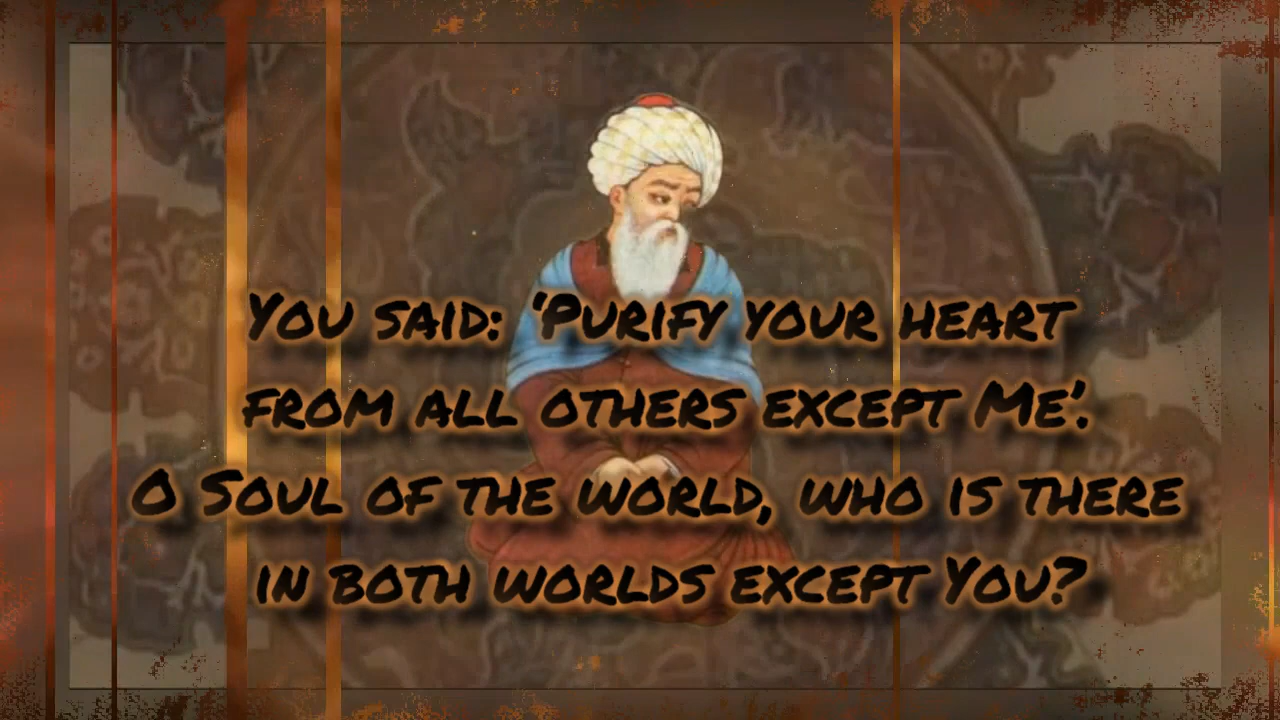 You said: ‘Purify your heart
from all others except Me’.
O Soul of the world, who is there
in both worlds except You?